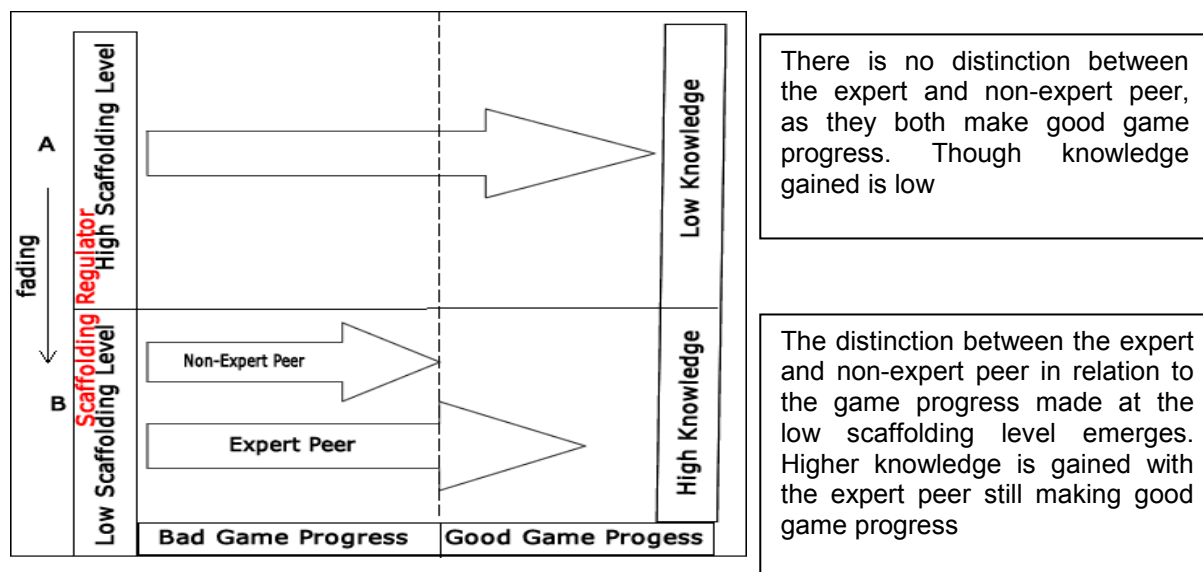 A
fading
B
Scaffolding Regulator
High Scaffolding Level
Low Scaffolding Level
Low Knowledge
High Knowledge
Non-Expert Peer
Expert Peer
Bad Game Progress
Good Game Progess
There is no distinction between
the expert and non-expert peer,
as they both make good game
progress. Though knowledge
gained is low
The distinction between the expert
and non-expert peer in relation to
the game progress made at the
low scaffolding level emerges.
Higher knowledge is gained with
the expert peer still making good
game progress